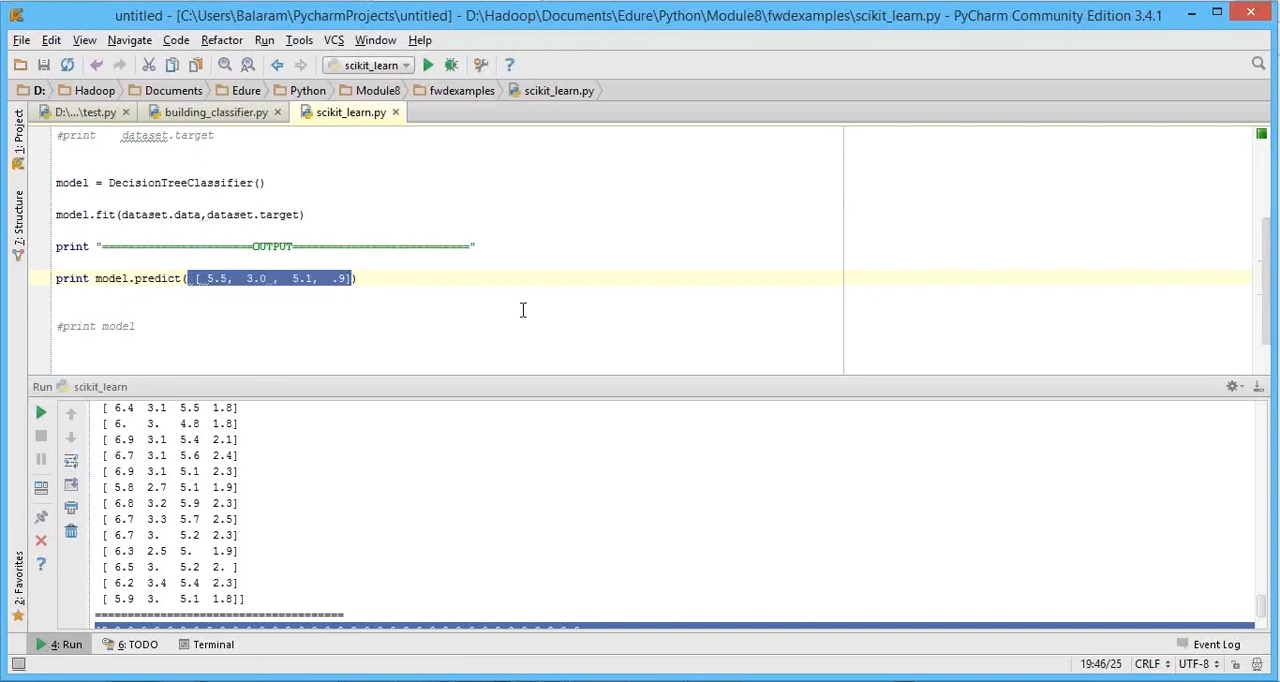 untitled - [C:\Users\Balaram\PycharmProjects\untitled] - D:\Hadoop\Documents\Edure\Python\Module8\fwdexamples\scikit_learn.py - PyCharm Community Edition 3.4.1
File Edit View Navigate Code Refactor Run Tools VCS Window Help
scikit_learn
D: Hadoop Documents Edure Python Module8 fwdexamples scikit_learn.py
D:\...\test.py building_classifier.py scikit_learn.py
1: Project
7: Structure
#print dataset.target
model = DecisionTreeClassifier()
model.fit(dataset.data,dataset.target)
print "=======================OUTPUT==========================="
print model.predict( [ 5.5, 3.0 , 5.1, .9])
#print model
Run scikit_learn
2: Favorites
[ 6.4 3.1 5.5 1.8]
[ 6. 3. 4.8 1.8]
[ 6.9 3.1 5.4 2.1]
[ 6.7 3.1 5.6 2.4]
[ 6.9 3.1 5.1 2.3]
[ 5.8 2.7 5.1 1.9]
[ 6.8 3.2 5.9 2.3]
[ 6.7 3.3 5.7 2.5]
[ 6.7 3. 5.2 2.3]
[ 6.3 2.5 5. 1.9]
[ 6.5 3. 5.2 2. ]
[ 6.2 3.4 5.4 2.3]
[ 5.9 3. 5.1 1.8]]
======================================
4: Run 6: TODO Terminal Event Log
19:46/25 CRLF UTF-8